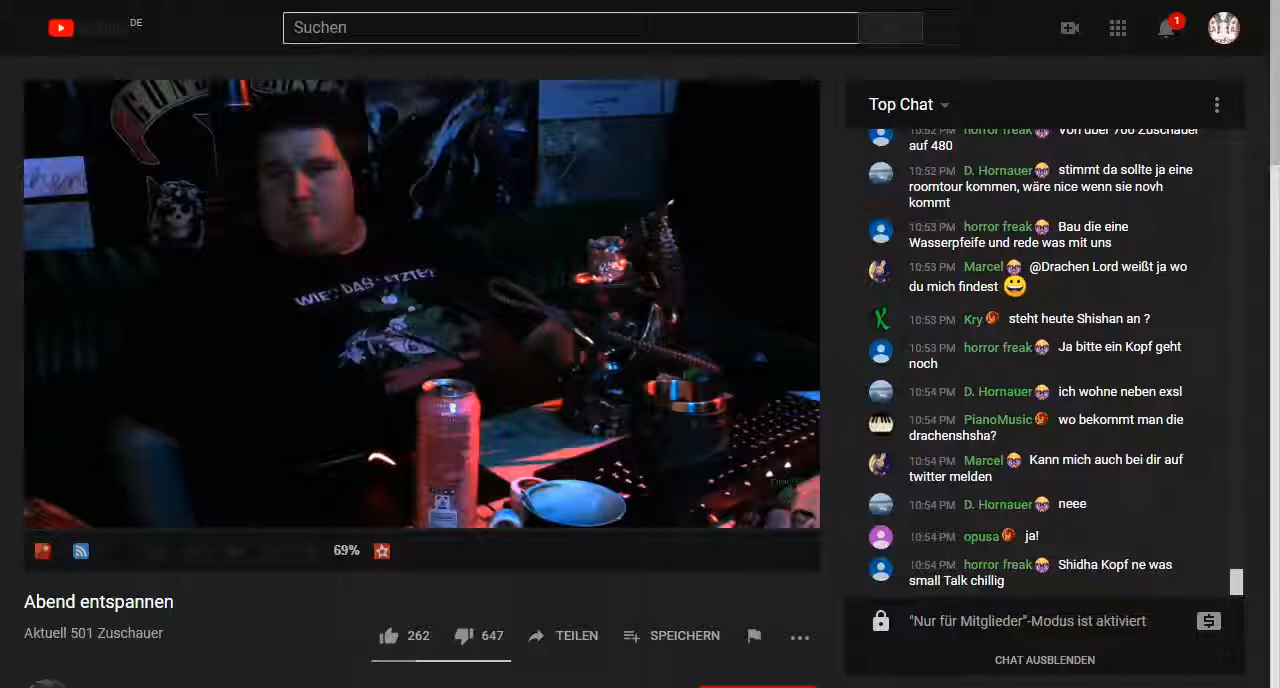 DE
Suchen
1
GUNS
WIE? DAS LETZTE?
69%
Abend entspannen
Aktuell 501 Zuschauer
262
647
TEILEN
SPEICHERN
Top Chat
10:52 PM horror freak Von über 700 Zuschauer
auf 480
10:52 PM D. Hornauer stimmt da sollte ja eine
roomtour kommen, wäre nice wenn sie novh
kommt
10:53 PM horror freak Bau die eine
Wasserpfeife und rede was mit uns
10:53 PM Marcel @Drachen Lord weißt ja wo
du mich findest
10:53 PM Kry steht heute Shishan an ?
10:53 PM horror freak Ja bitte ein Kopf geht
noch
10:54 PM D. Hornauer ich wohne neben exsl
10:54 PM PianoMusic wo bekommt man die
drachenshsha?
10:54 PM Marcel Kann mich auch bei dir auf
twitter melden
10:54 PM D. Hornauer neee
10:54 PM opusa ja!
10:54 PM horror freak Shidha Kopf ne was
small Talk chillig
"Nur für Mitglieder"-Modus ist aktiviert
CHAT AUSBLENDEN